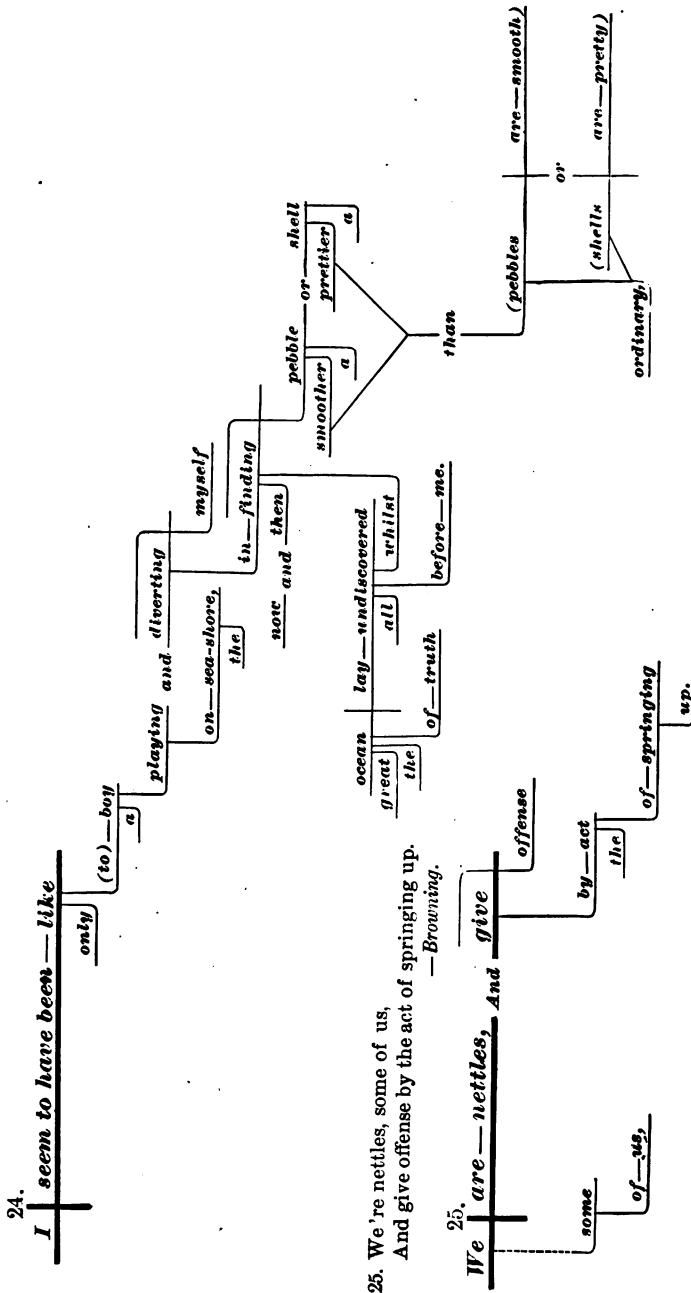 24.
I seem to have been—like
only
(to)—boy
a
playing and diverting
on—sea-shore,
the
myself
in—finding
now and then
pebble or shell
smoother
a
prettier
a
than
(pebbles are—smooth)
or
(shells are—pretty)
ordinary,
ocean lay—undiscovered
great
the
of—truth
all
whilst
before—me.
25. We're nettles, some of us,
And give offense by the act of springing up.
—Browning.
25.
We are—nettles, And give
some
of—us,
offense
by—act
the
of—springing
up.